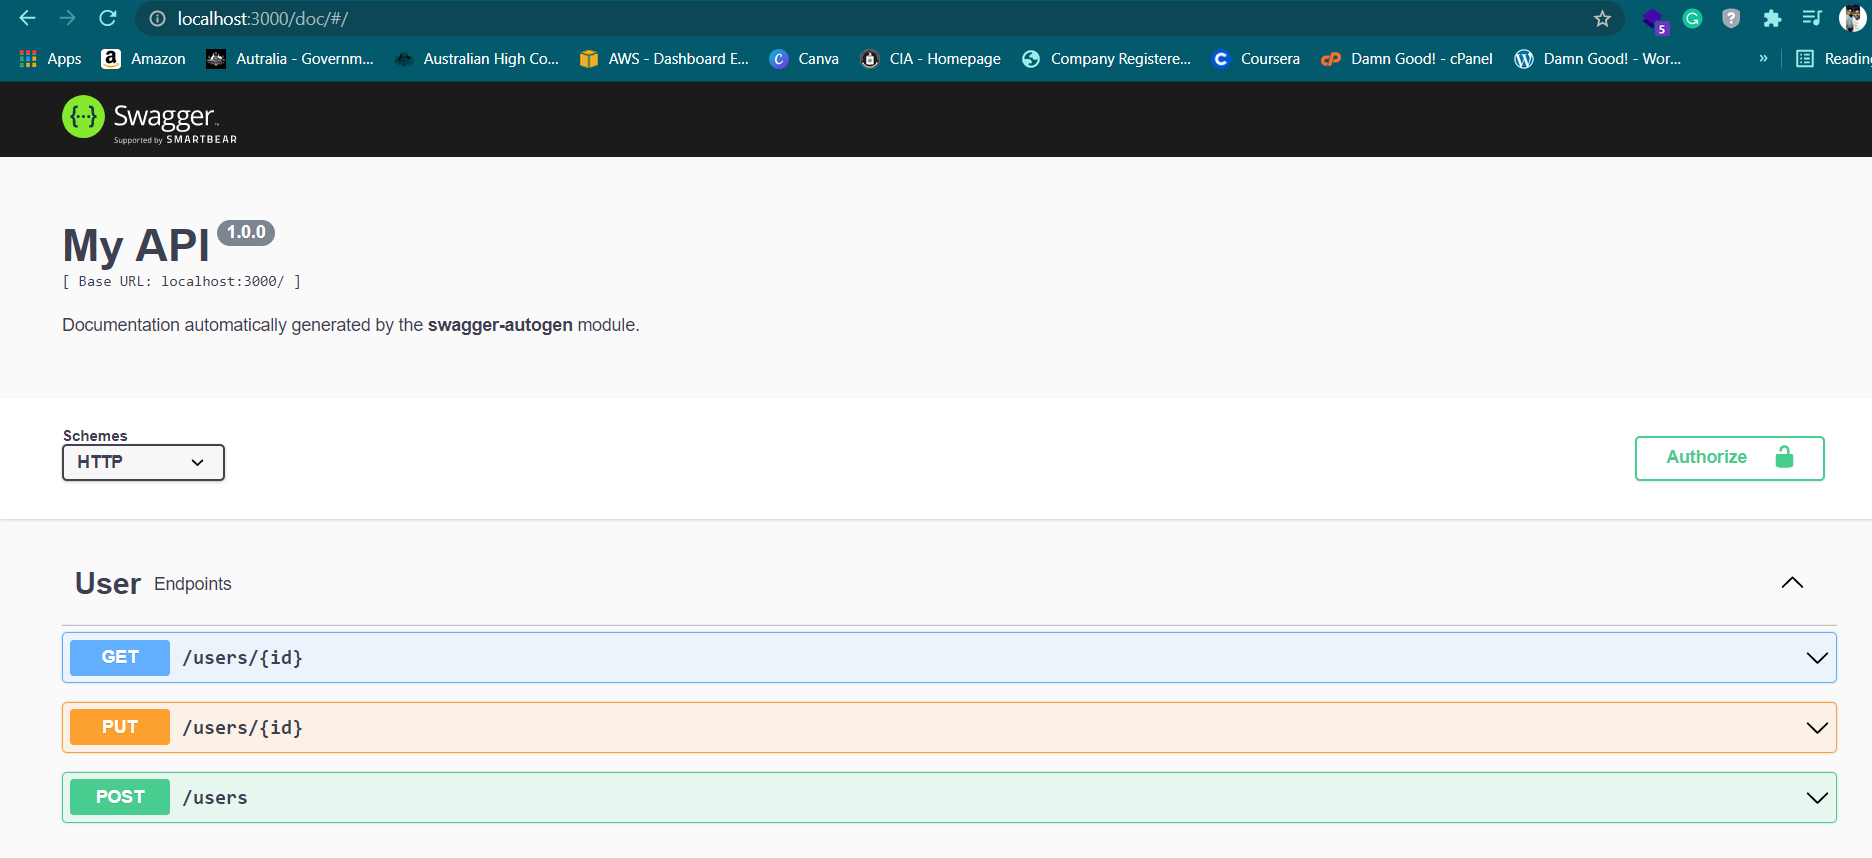 localhost:3000/doc/#/
5
Apps Amazon Autralia - Governm... Australian High Co... AWS - Dashboard E... Canva CIA - Homepage Company Registere... Coursera Damn Good! - cPanel Damn Good! - Wor... » Reading
Swagger
Supported by SMARTBEAR
My API 1.0.0
[ Base URL: localhost:3000/ ]
Documentation automatically generated by the swagger-autogen module.
Schemes
HTTP
Authorize
User Endpoints
GET /users/{id}
PUT /users/{id}
POST /users